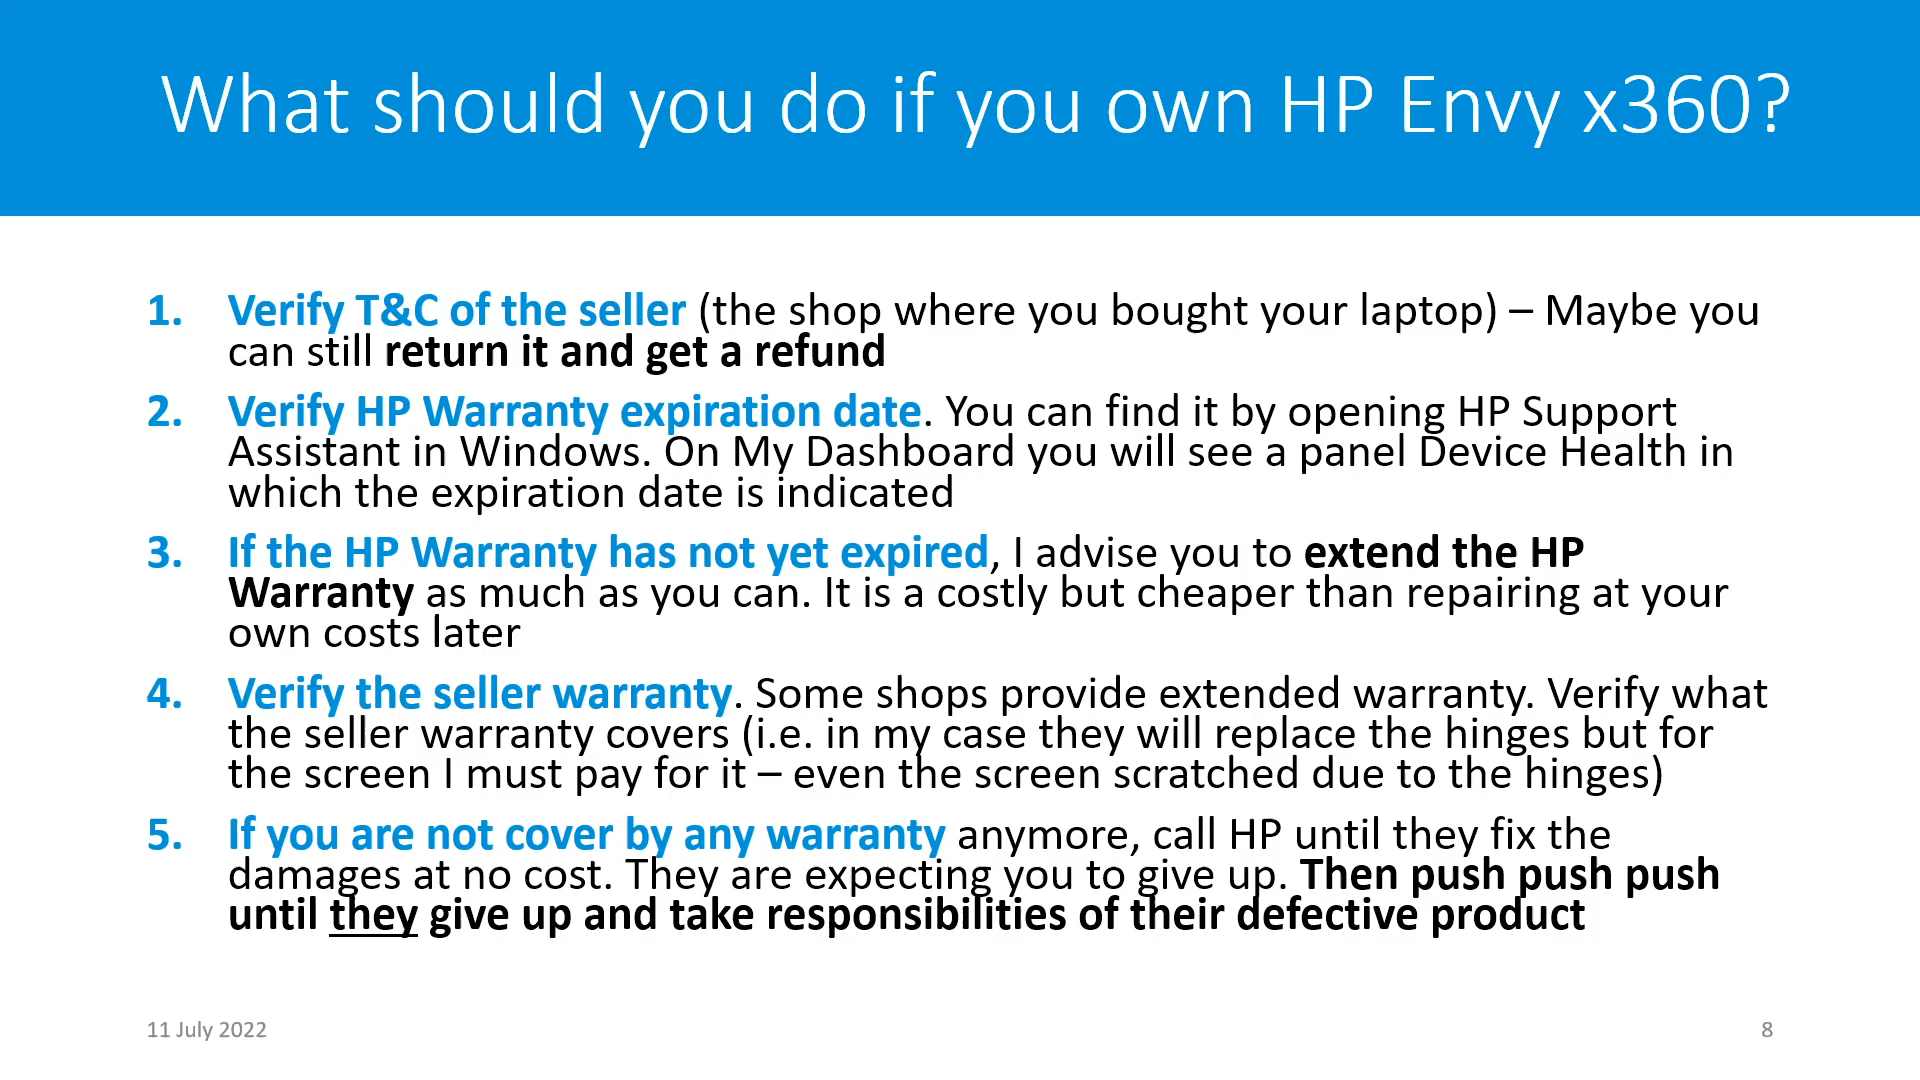 What should you do if you own HP Envy x360?
1. Verify T&C of the seller (the shop where you bought your laptop) – Maybe you
can still return it and get a refund
2. Verify HP Warranty expiration date. You can find it by opening HP Support
Assistant in Windows. On My Dashboard you will see a panel Device Health in
which the expiration date is indicated
3. If the HP Warranty has not yet expired, I advise you to extend the HP
Warranty as much as you can. It is a costly but cheaper than repairing at your
own costs later
4. Verify the seller warranty. Some shops provide extended warranty. Verify what
the seller warranty covers (i.e. in my case they will replace the hinges but for
the screen I must pay for it – even the screen scratched due to the hinges)
5. If you are not cover by any warranty anymore, call HP until they fix the
damages at no cost. They are expecting you to give up. Then push push push
until they give up and take responsibilities of their defective product
11 July 2022
8